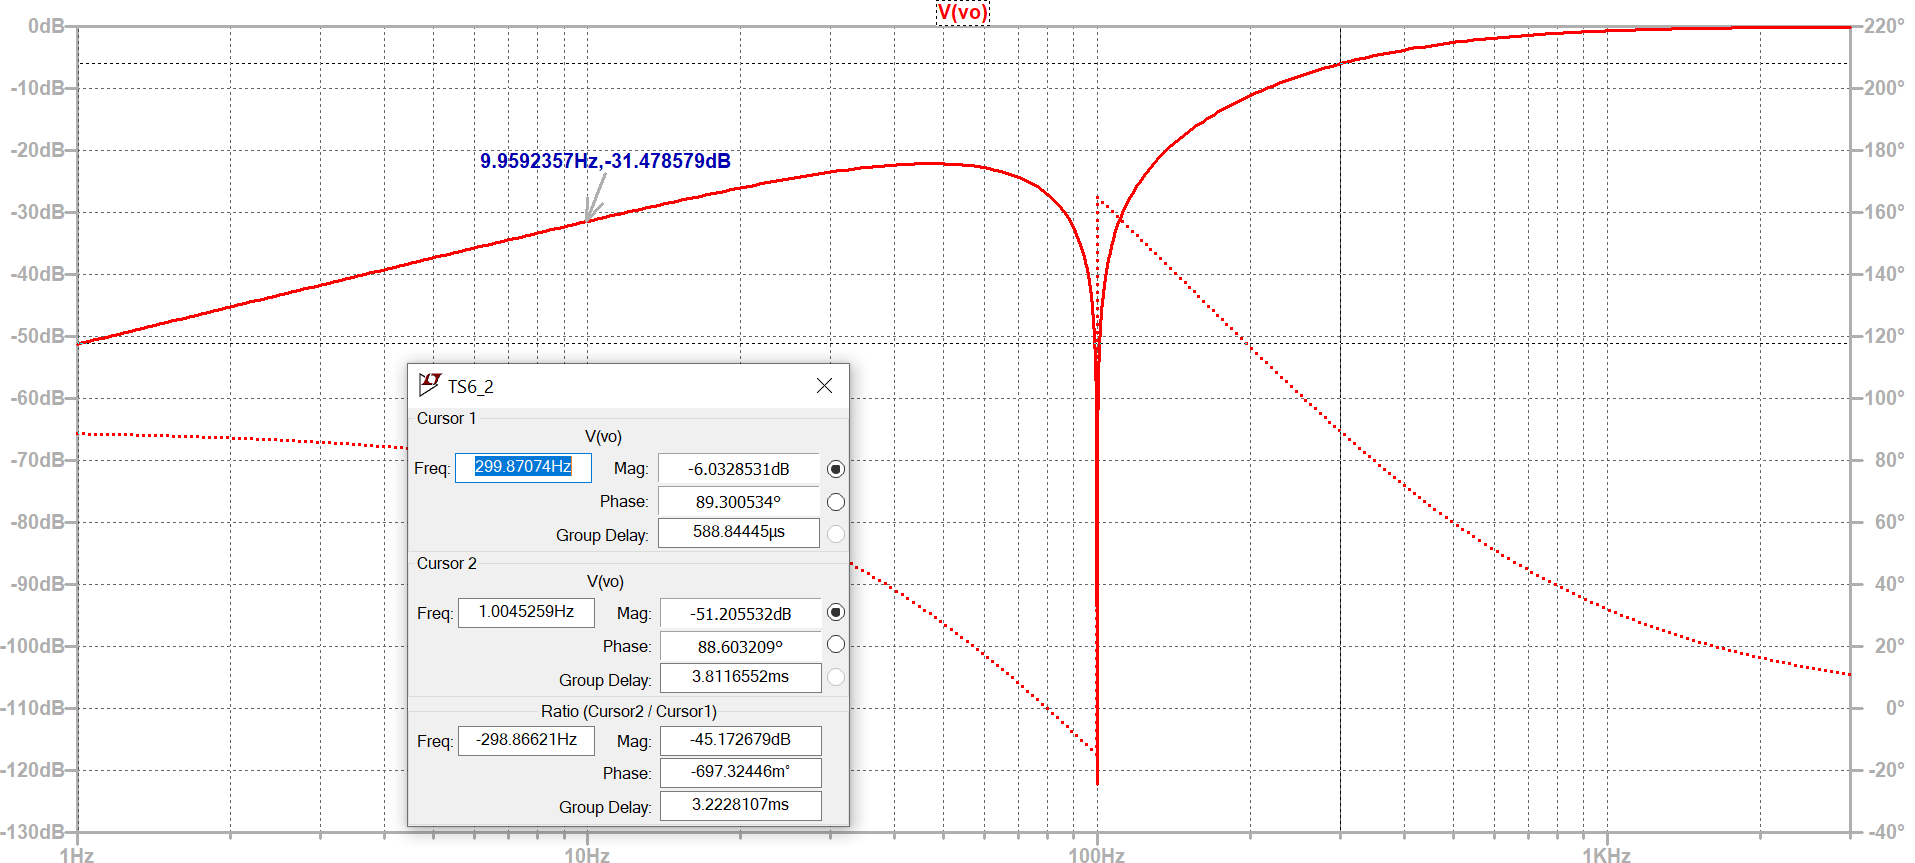 V(vo)
0dB
-10dB
-20dB
-30dB
-40dB
-50dB
-60dB
-70dB
-80dB
-90dB
-100dB
-110dB
-120dB
-130dB
220°
200°
180°
160°
140°
120°
100°
80°
60°
40°
20°
0°
-20°
-40°
9.9592357Hz,-31.478579dB
TS6_2
Cursor 1
V(vo)
Freq: 299.87074Hz Mag: -6.0328531dB
Phase: 89.300534°
Group Delay: 588.84445µs
Cursor 2
V(vo)
Freq: 1.0045259Hz Mag: -51.205532dB
Phase: 88.603209°
Group Delay: 3.8116552ms
Ratio (Cursor2 / Cursor1)
Freq: -298.86621Hz Mag: -45.172679dB
Phase: -697.32446m°
Group Delay: 3.2228107ms
1Hz 10Hz 100Hz 1KHz